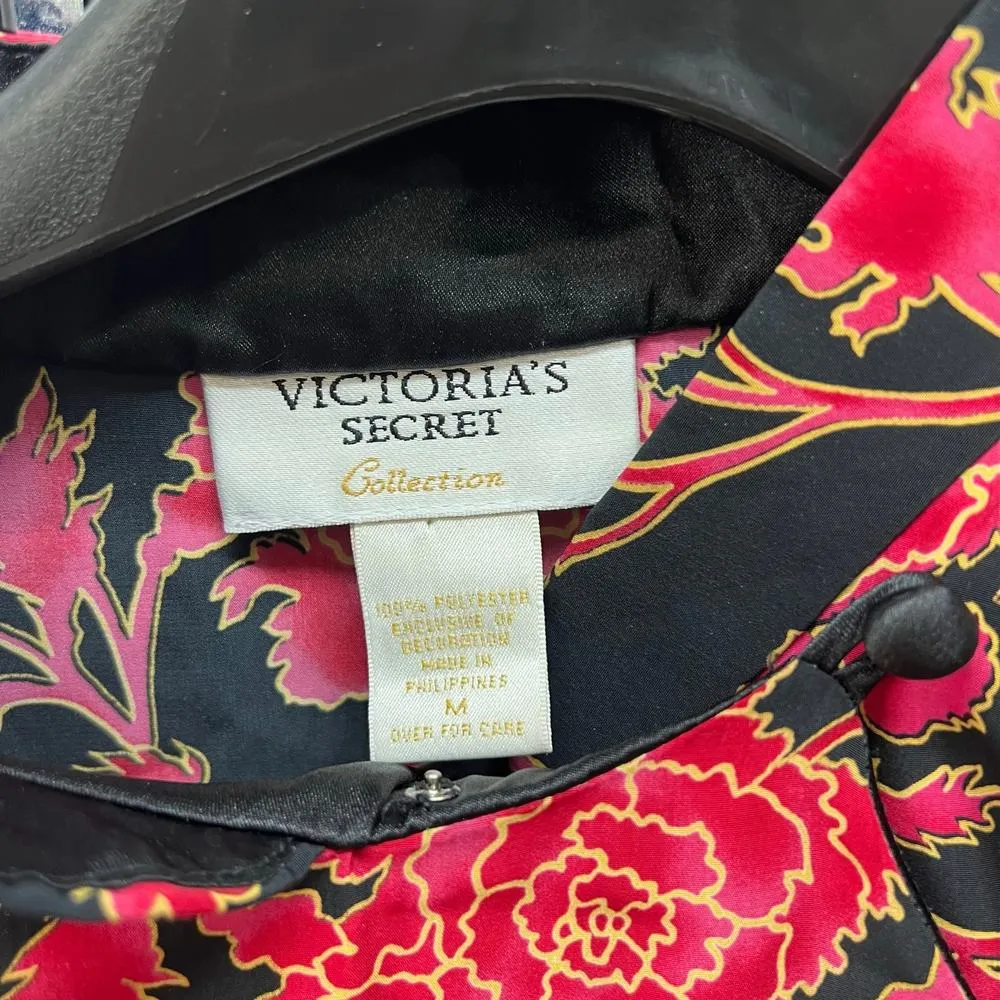 VICTORIA'S
SECRET
Collection
100% POLYESTER
EXCLUSIVE OF
DECORATION
MADE IN
PHILIPPINES
M
OVER FOR CARE